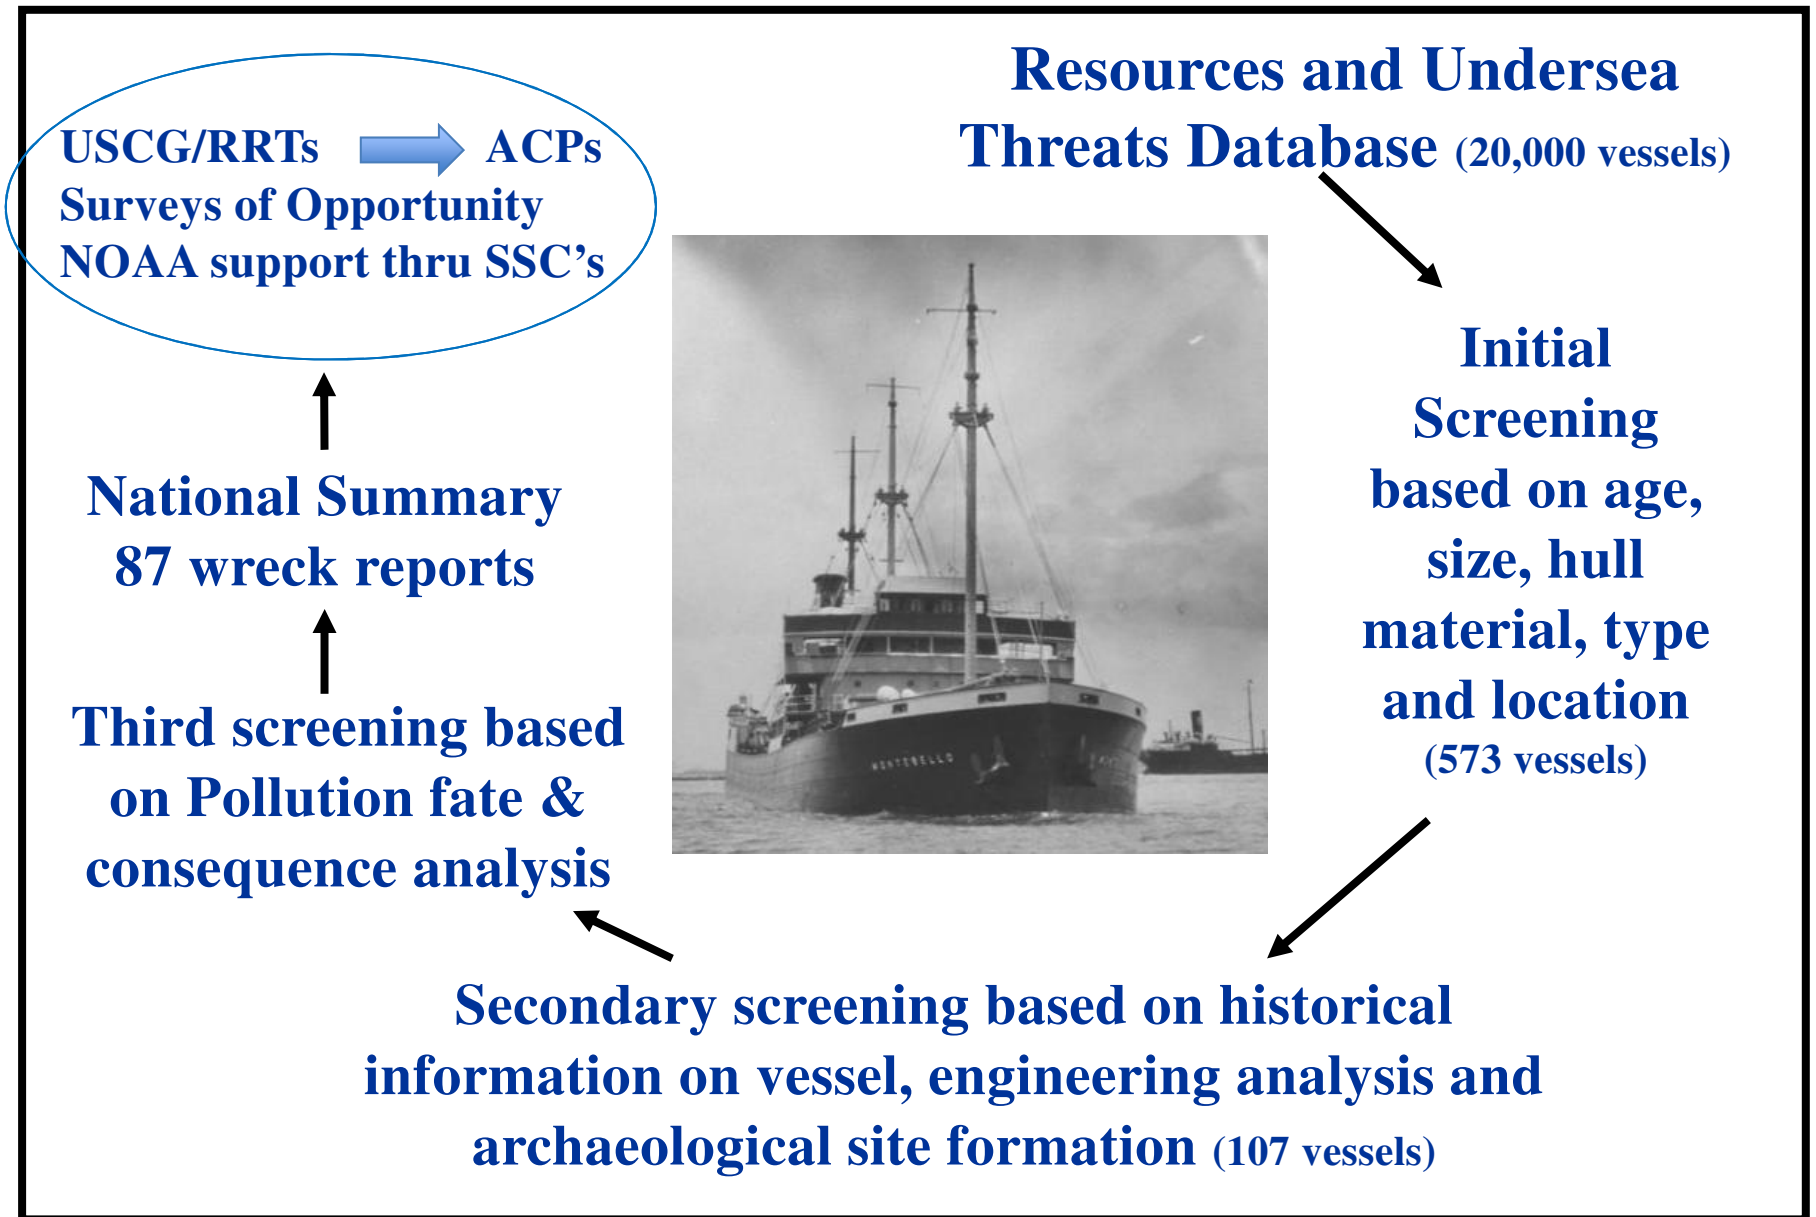 Resources and Undersea
Threats Database (20,000 vessels)
Initial
Screening
based on age,
size, hull
material, type
and location
(573 vessels)
Secondary screening based on historical
information on vessel, engineering analysis and
archaeological site formation (107 vessels)
Third screening based
on Pollution fate &
consequence analysis
National Summary
87 wreck reports
USCG/RRTs ACPs
Surveys of Opportunity
NOAA support thru SSC’s
MONTEBELLO